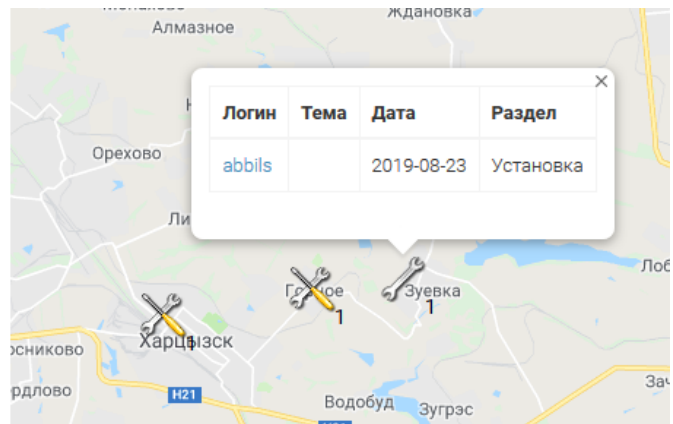 Ждановка
Алмазное
Логин Тема Дата Раздел
abbils 2019-08-23 Установка
Орехово
Зуевка
1
1
Харцызск
1
H21
Водобуд
Зугрэс